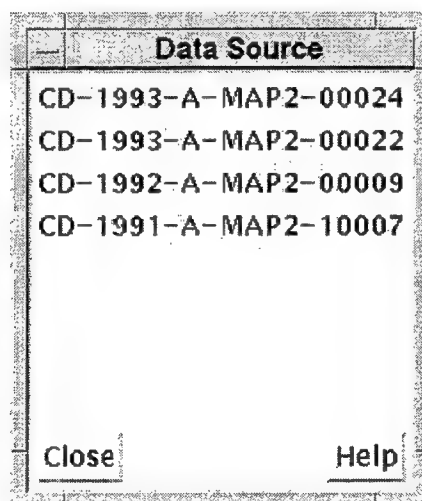 Data Source
CD-1993-A-MAP2-00024
CD-1993-A-MAP2-00022
CD-1992-A-MAP2-00009
CD-1991-A-MAP2-10007
Close Help